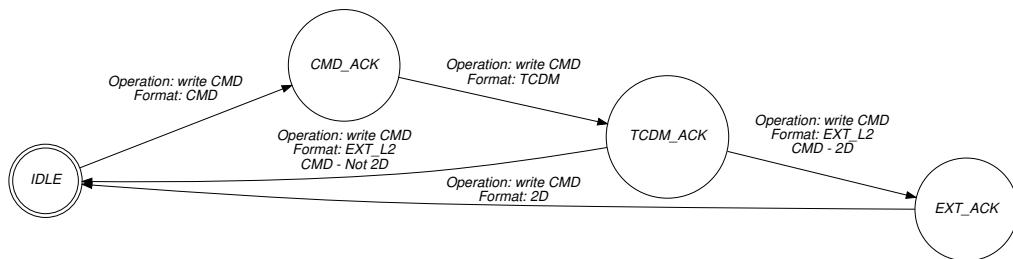 CMD_ACK
Operation: write CMD
Format: CMD
Operation: write CMD
Format: TCDM
TCDM_ACK
Operation: write CMD
Format: EXT_L2
CMD - 2D
Operation: write CMD
Format: EXT_L2
CMD - Not 2D
IDLE
Operation: write CMD
Format: 2D
EXT_ACK